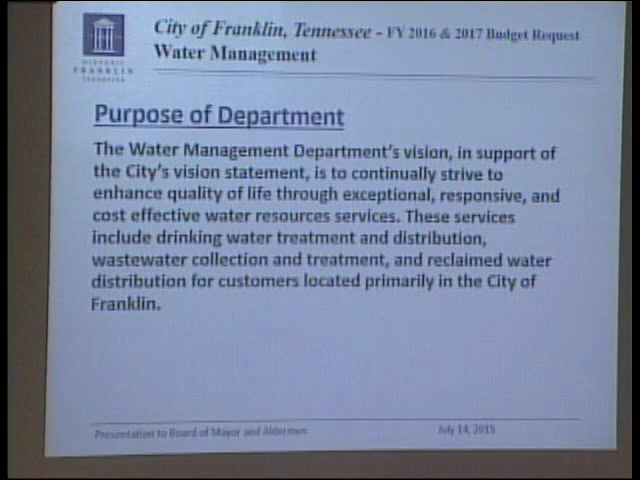 City of Franklin, Tennessee - FY 2016 & 2017 Budget Request
Water Management
HISTORIC
FRANKLIN
TENNESSEE
Purpose of Department
The Water Management Department's vision, in support of
the City's vision statement, is to continually strive to
enhance quality of life through exceptional, responsive, and
cost effective water resources services. These services
include drinking water treatment and distribution,
wastewater collection and treatment, and reclaimed water
distribution for customers located primarily in the City of
Franklin.
Presentation to Board of Mayor and Aldermen
July 14, 2015